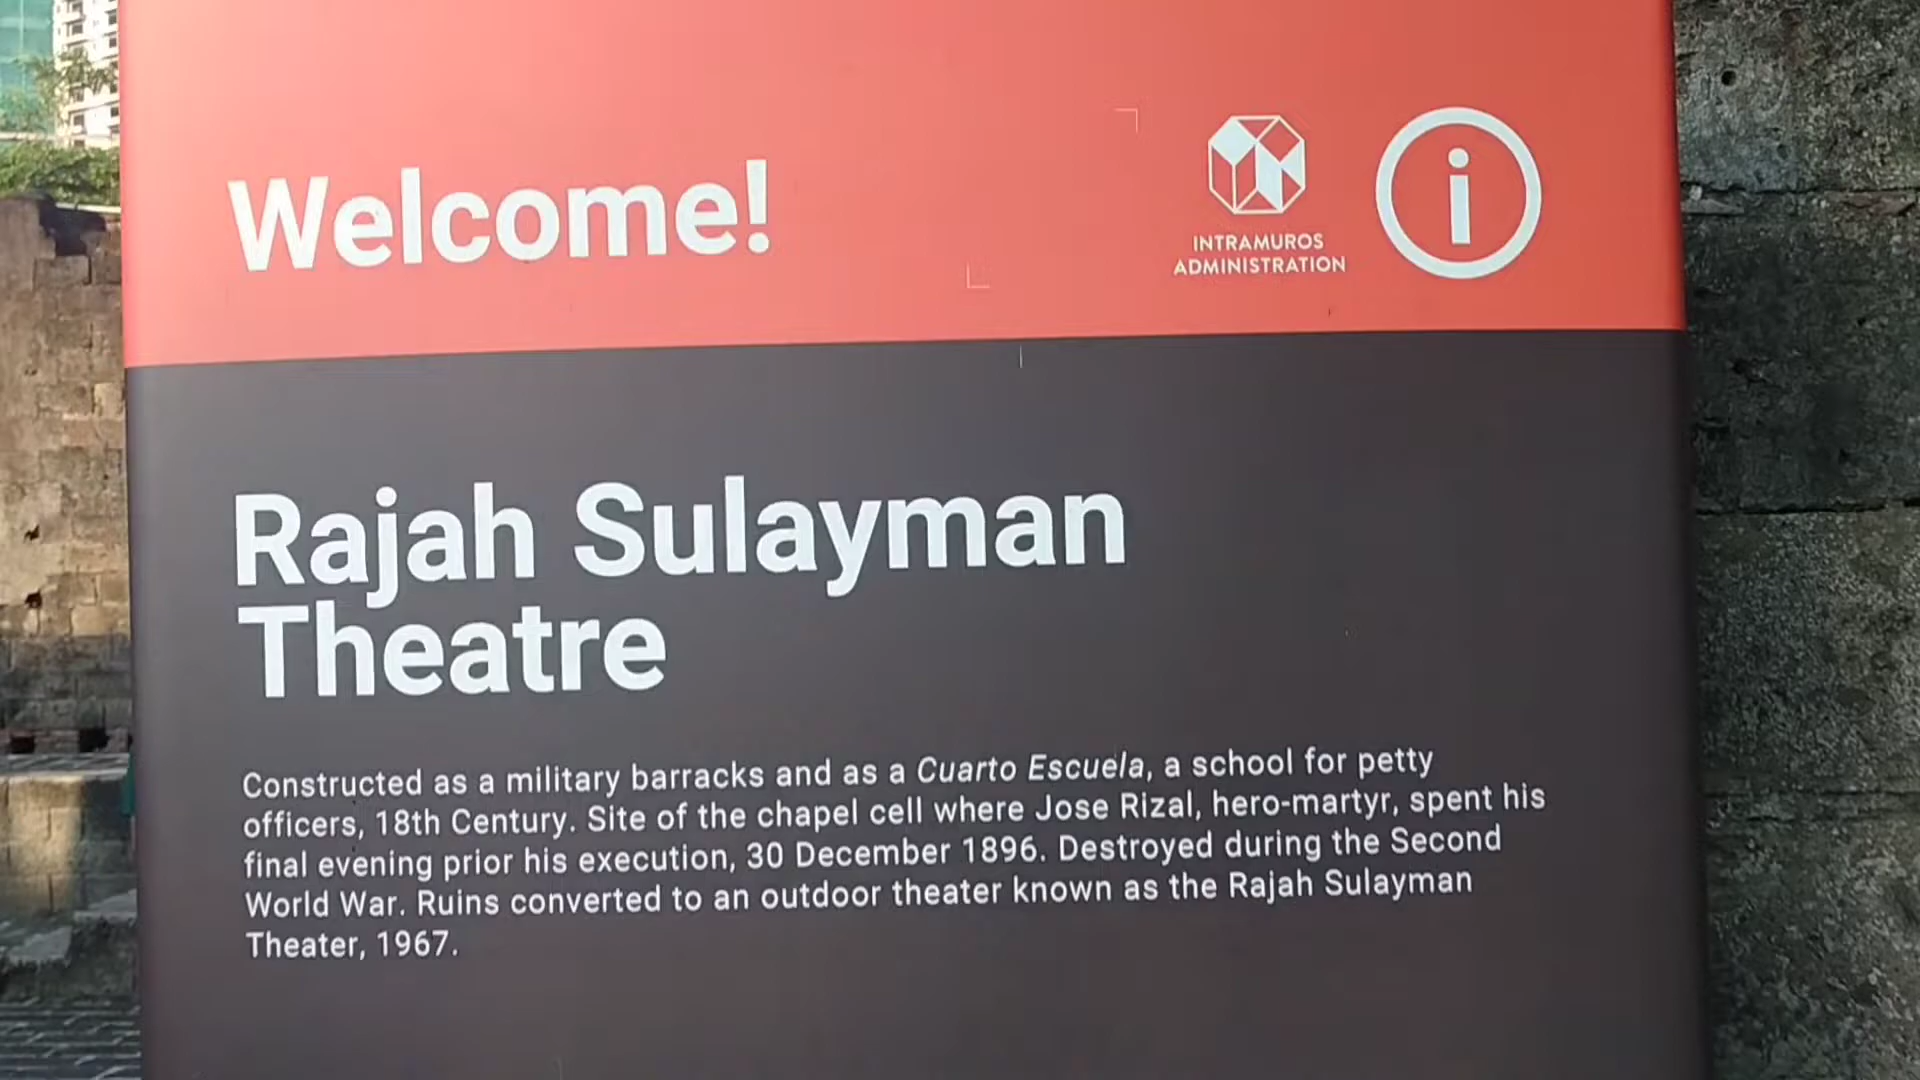 Welcome!
INTRAMUROS
ADMINISTRATION
i
Rajah Sulayman
Theatre
Constructed as a military barracks and as a Cuarto Escuela, a school for petty
officers, 18th Century. Site of the chapel cell where Jose Rizal, hero-martyr, spent his
final evening prior his execution, 30 December 1896. Destroyed during the Second
World War. Ruins converted to an outdoor theater known as the Rajah Sulayman
Theater, 1967.